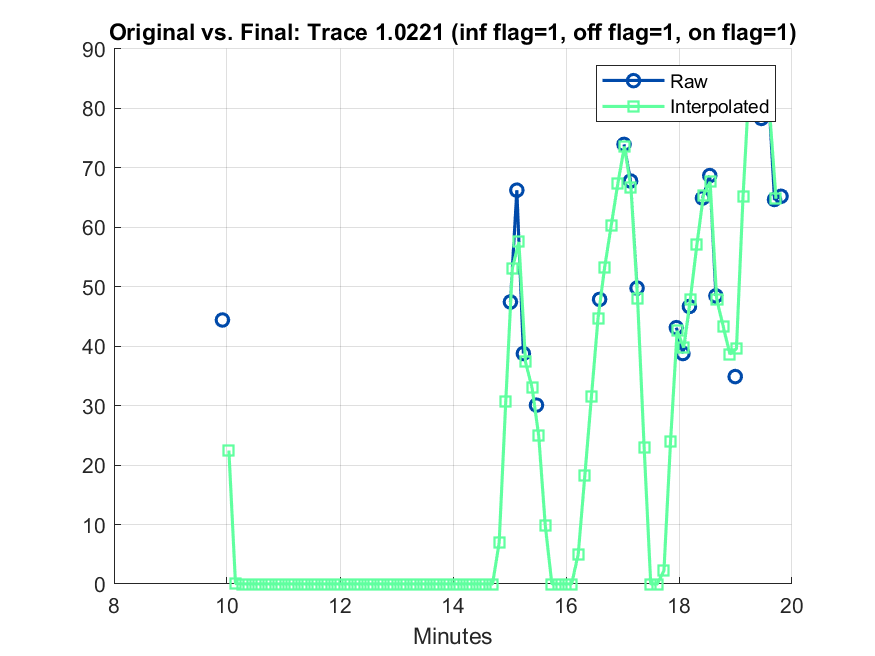 Original vs. Final: Trace 1.0221 (inf flag=1, off flag=1, on flag=1)
90
80
70
60
50
40
30
20
10
0
Raw
Interpolated
8 10 12 14 16 18 20
Minutes